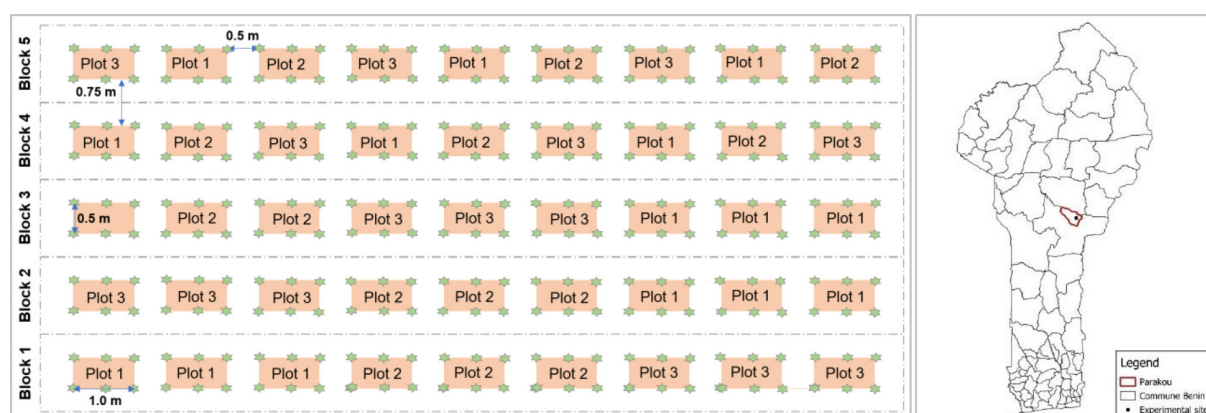 Block 5
Plot 3 Plot 1 0.5 m Plot 2 Plot 3 Plot 1 Plot 2 Plot 3 Plot 1 Plot 2
0.75 m
Block 4
Plot 1 Plot 2 Plot 3 Plot 1 Plot 2 Plot 3 Plot 1 Plot 2 Plot 3
Block 3
0.5 m Plot 2 Plot 2 Plot 3 Plot 3 Plot 3 Plot 1 Plot 1 Plot 1
Block 2
Plot 3 Plot 3 Plot 3 Plot 2 Plot 2 Plot 2 Plot 1 Plot 1 Plot 1
Block 1
Plot 1 Plot 1 Plot 1 Plot 2 Plot 2 Plot 2 Plot 3 Plot 3 Plot 3
1.0 m
Legend
Parakou
Commune Benin
Experimental site